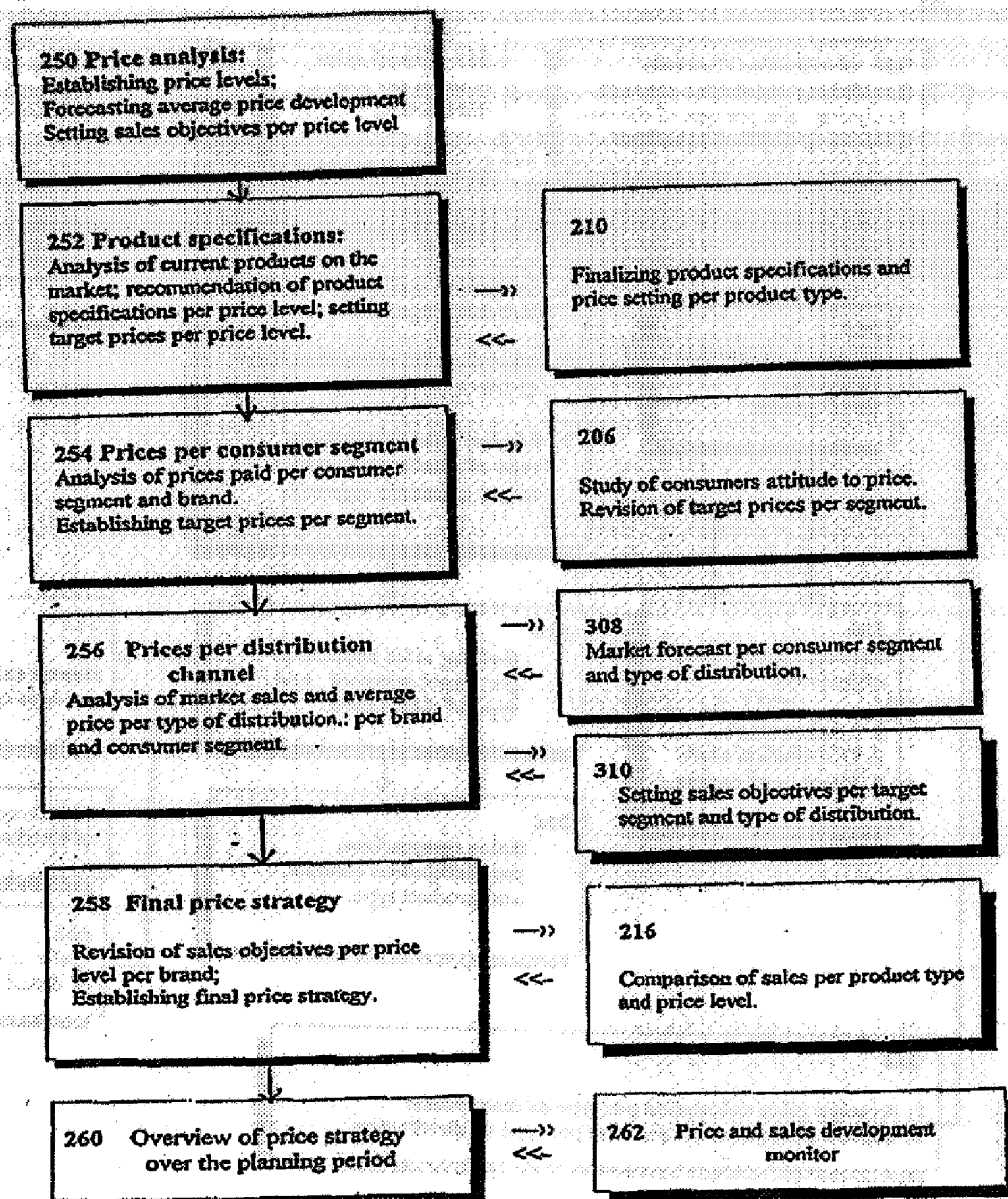 250 Price analysis:
Establishing price levels;
Forecasting average price development
Setting sales objectives per price level
252 Product specifications:
Analysis of current products on the
market; recommendation of product
specifications per price level; setting
target prices per price level.
210
Finalizing product specifications and
price setting per product type.
254 Prices per consumer segment
Analysis of prices paid per consumer
segment and brand.
Establishing target prices per segment.
206
Study of consumers attitude to price.
Revision of target prices per segment.
256 Prices per distribution
channel
Analysis of market sales and average
price per type of distribution.: per brand
and consumer segment.
308
Market forecast per consumer segment
and type of distribution.
310
Setting sales objectives per target
segment and type of distribution.
258 Final price strategy
Revision of sales objectives per price
level per brand;
Establishing final price strategy.
216
Comparison of sales per product type
and price level.
260 Overview of price strategy
over the planning period
262 Price and sales development
monitor